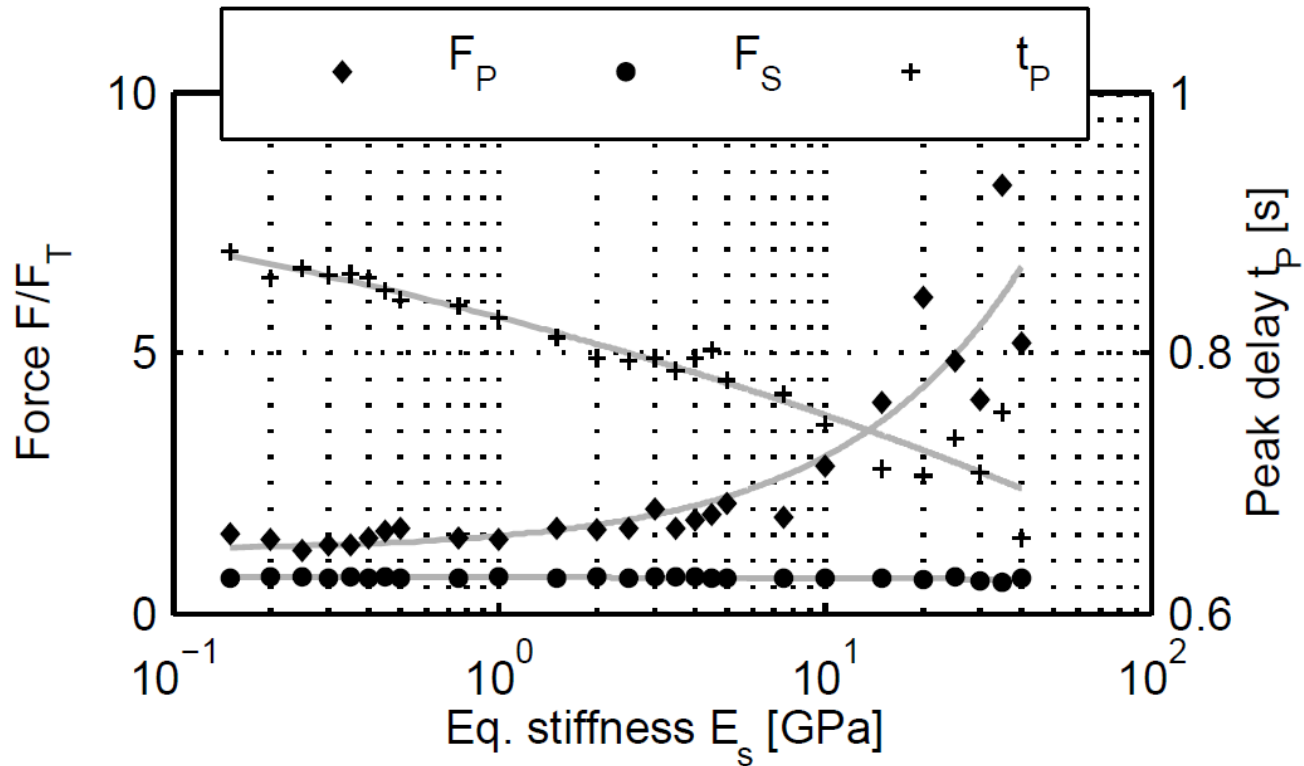 F_P F_S t_P
10
5
0
Force F/F_T
1
0.8
0.6
Peak delay t_P [s]
10^−1 10^0 10^1 10^2
Eq. stiffness E_s [GPa]